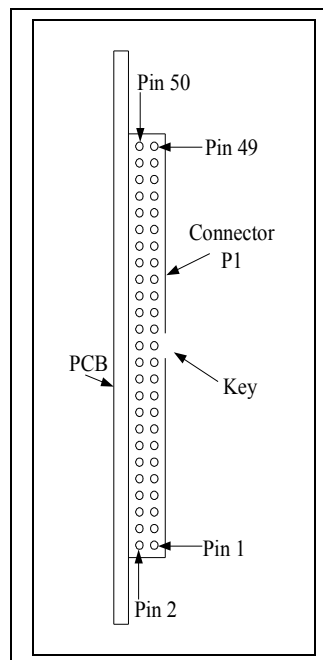 Pin 50
Pin 49
Connector
P1
PCB
Key
Pin 1
Pin 2